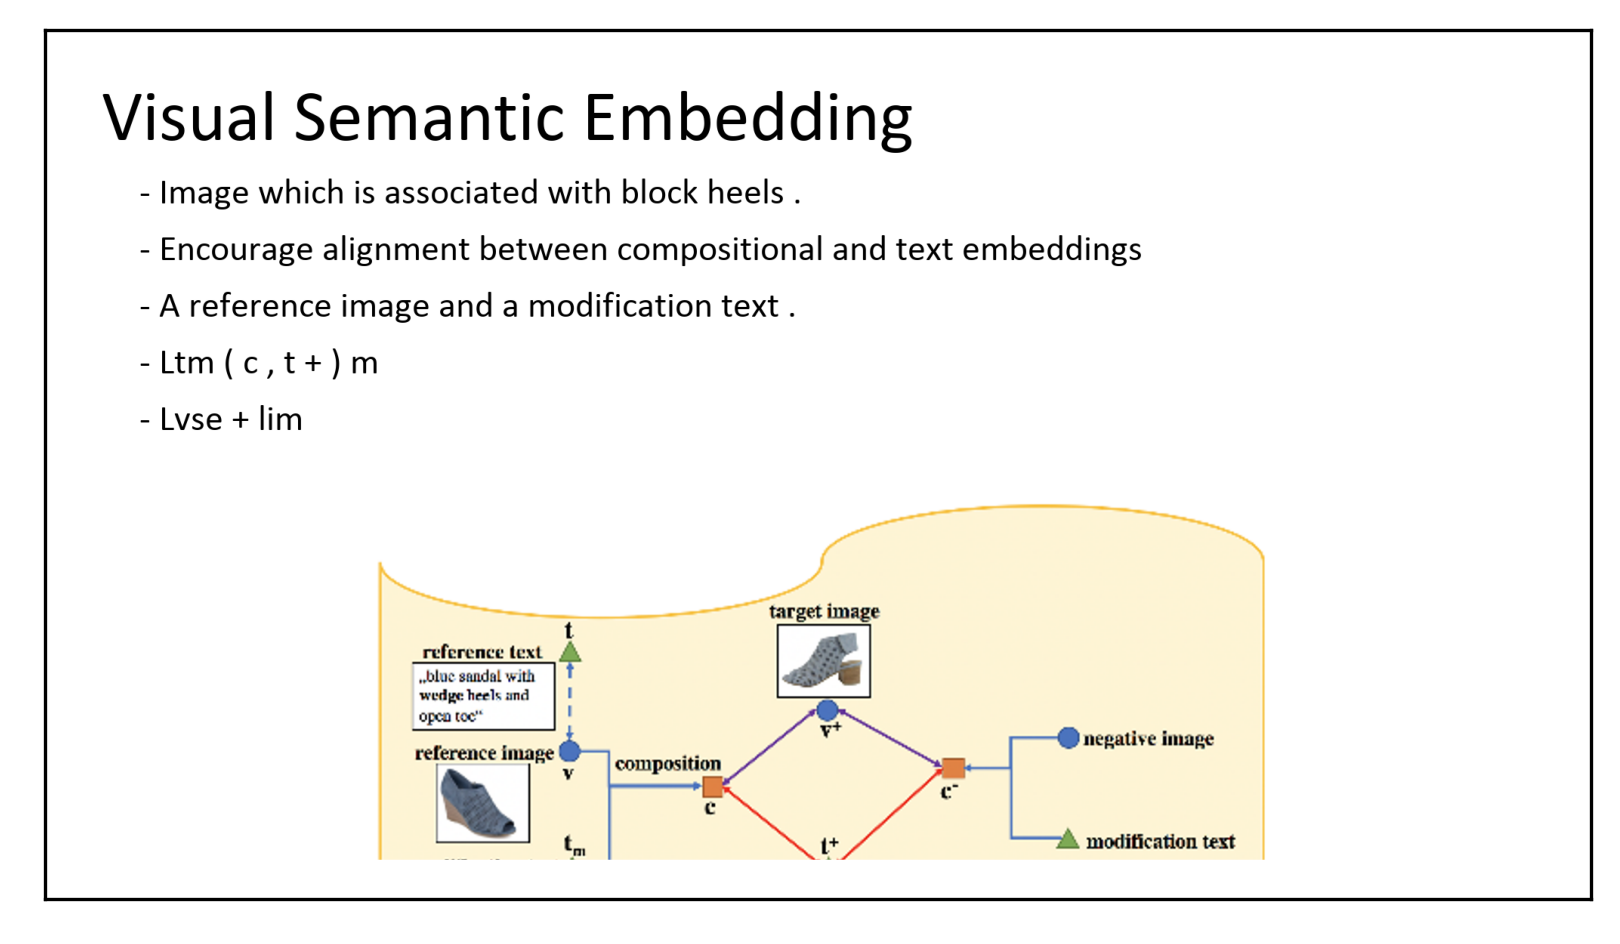 Visual Semantic Embedding
- Image which is associated with block heels .
- Encourage alignment between compositional and text embeddings
- A reference image and a modification text .
- Ltm ( c , t + ) m
- Lvse + lim
target image
t
reference text
„blue sandal with
wedge heels and
open toe“
v⁺
reference image
v
negative image
composition
c
c⁻
t⁺
tₘ
modification text